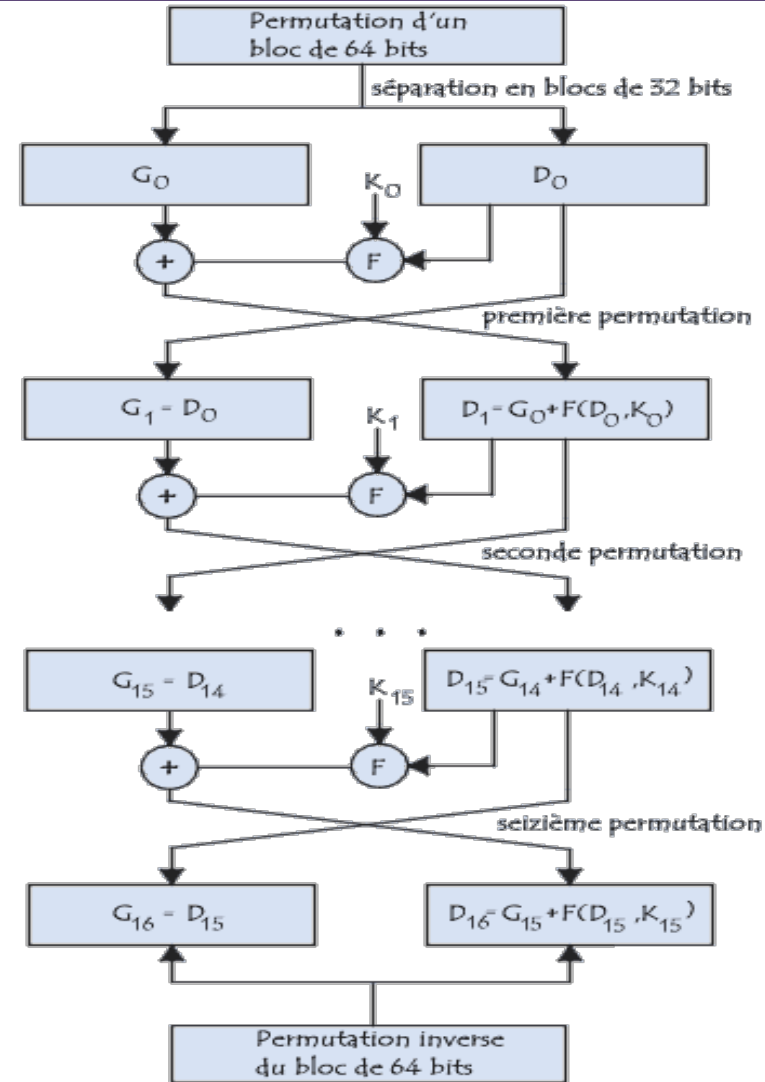 Permutation d'un
bloc de 64 bits
séparation en blocs de 32 bits
G0
K0
D0
+
F
première permutation
G1 = D0
K1
D1 = G0+F(D0,K0)
+
F
seconde permutation
. . .
G15 = D14
K15
D15= G14+F(D14,K14)
+
F
seizième permutation
G16 = D15
D16= G15+F(D15,K15)
Permutation inverse
du bloc de 64 bits